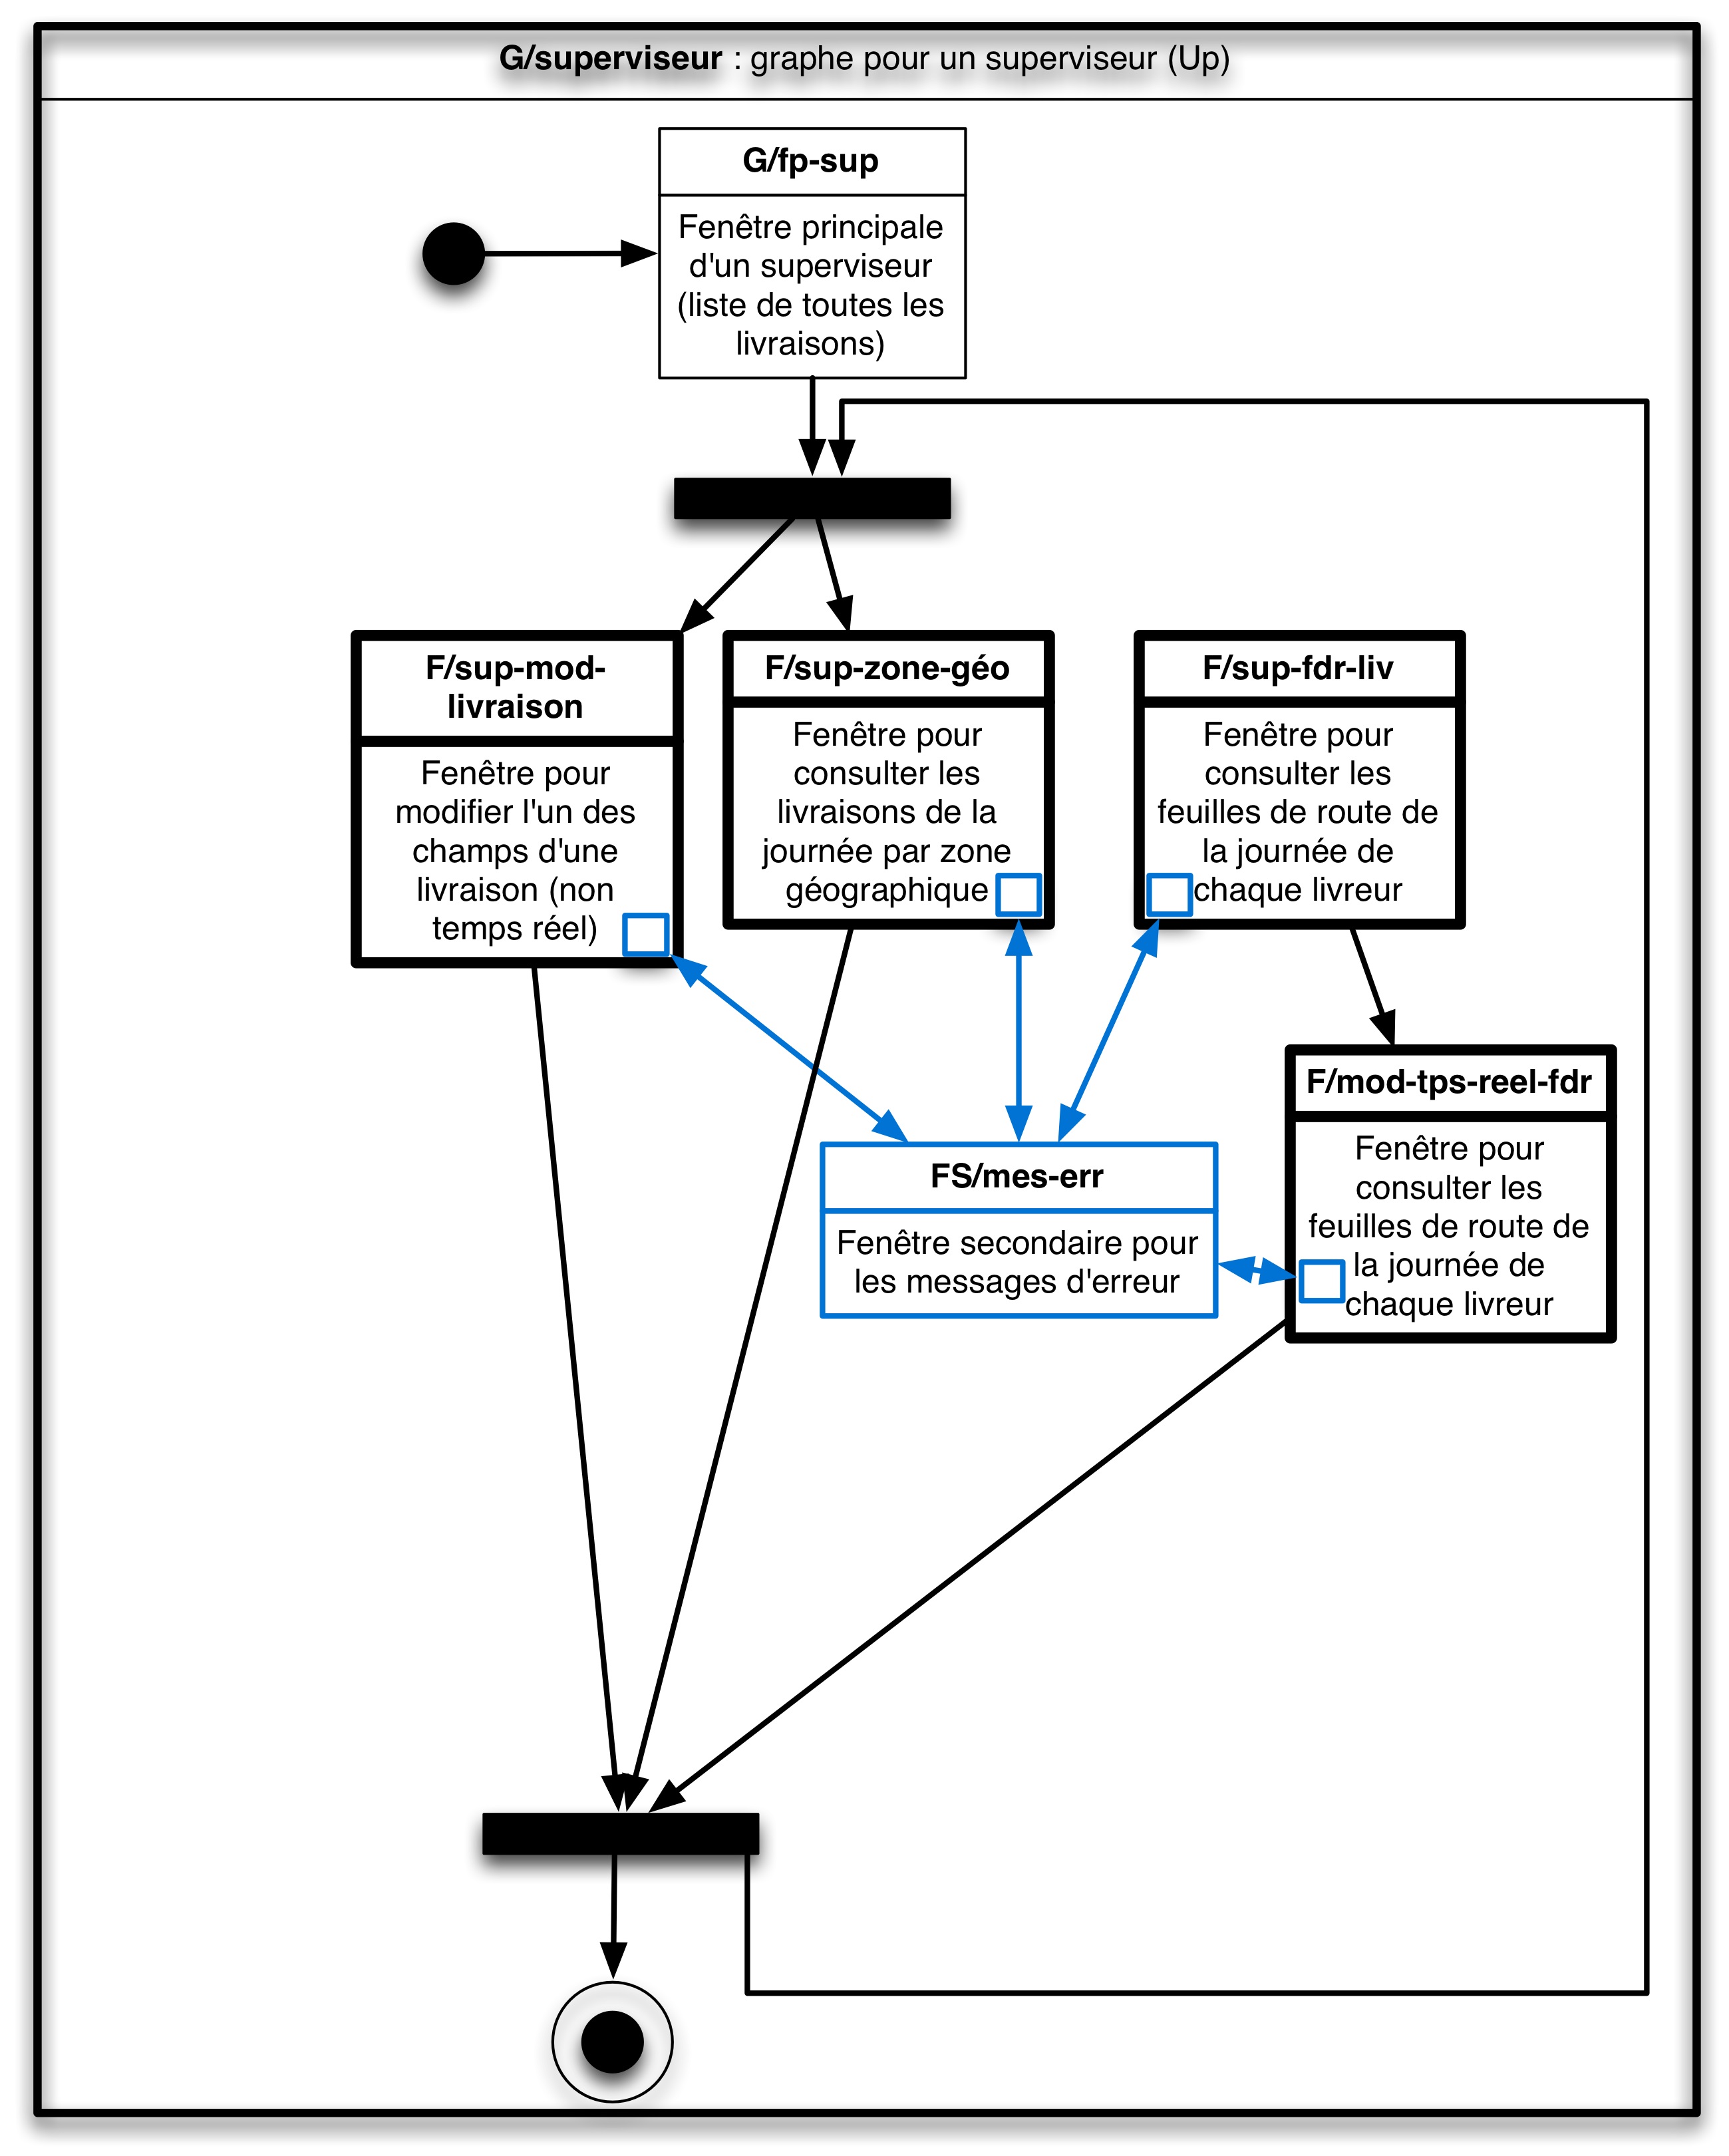 G/superviseur : graphe pour un superviseur (Up)
G/fp-sup
Fenêtre principale
d'un superviseur
(liste de toutes les
livraisons)
F/sup-mod-
livraison
Fenêtre pour
modifier l'un des
champs d'une
livraison (non
temps réel)
F/sup-zone-géo
Fenêtre pour
consulter les
livraisons de la
journée par zone
géographique
F/sup-fdr-liv
Fenêtre pour
consulter les
feuilles de route de
la journée de
chaque livreur
F/mod-tps-reel-fdr
Fenêtre pour
consulter les
feuilles de route de
la journée de
chaque livreur
FS/mes-err
Fenêtre secondaire pour
les messages d'erreur